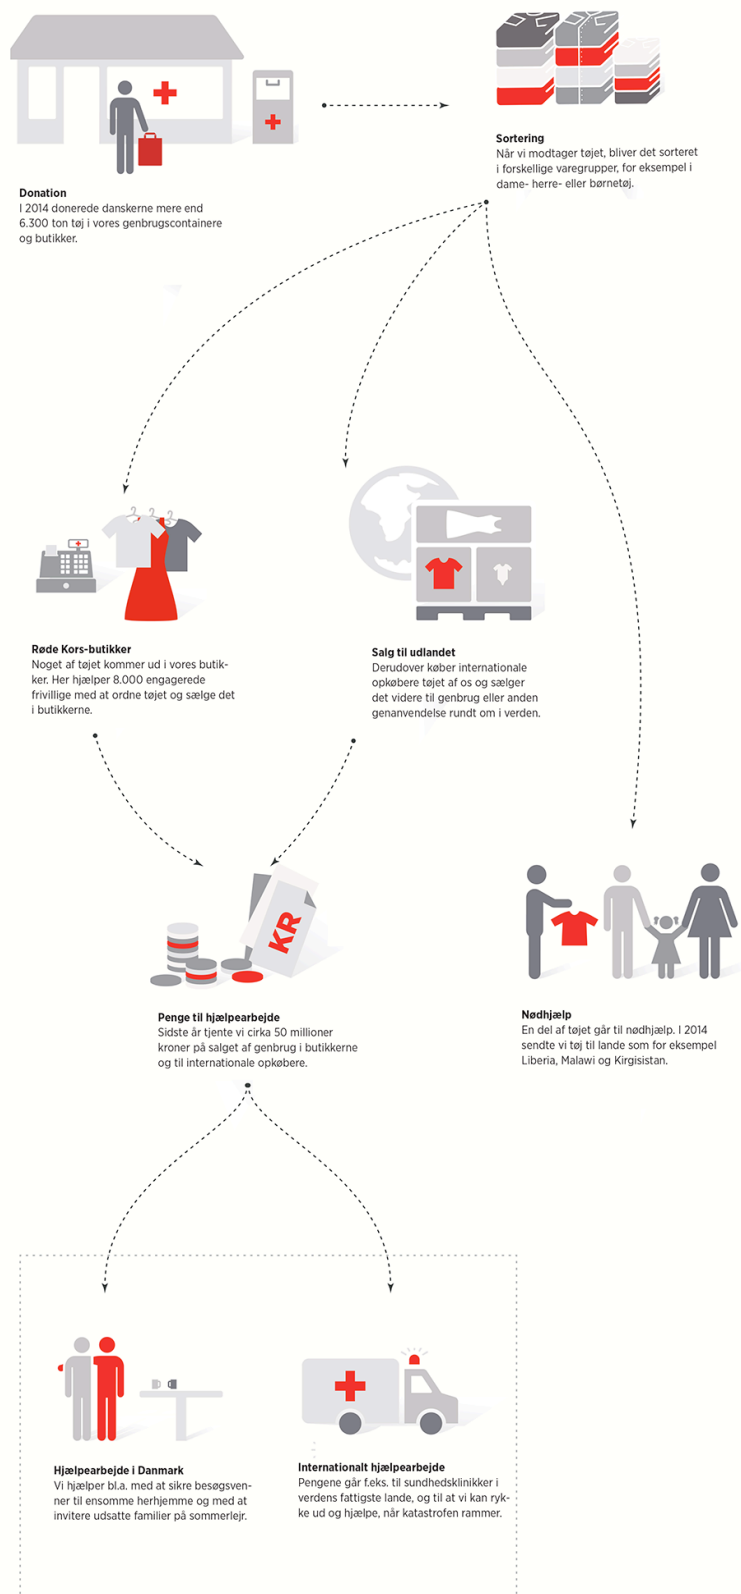 Donation
I 2014 donerede danskerne mere end
6.300 ton tøj i vores genbrugscontainere
og butikker.
Sortering
Når vi modtager tøjet, bliver det sorteret
i forskellige varegrupper, for eksempel i
dame- herre- eller børnetøj.
Røde Kors-butikker
Noget af tøjet kommer ud i vores butik-
ker. Her hjælper 8.000 engagerede
frivillige med at ordne tøjet og sælge det
i butikkerne.
Salg til udlandet
Derudover køber internationale
opkøbere tøjet af os og sælger
det videre til genbrug eller anden
genanvendelse rundt om i verden.
KR
Penge til hjælpearbejde
Sidste år tjente vi cirka 50 millioner
kroner på salget af genbrug i butikkerne
og til internationale opkøbere.
Nødhjælp
En del af tøjet går til nødhjælp. I 2014
sendte vi tøj til lande som for eksempel
Liberia, Malawi og Kirgisistan.
Hjælpearbejde i Danmark
Vi hjælper bl.a. med at sikre besøgsven-
ner til ensomme herhjemme og med at
invitere udsatte familier på sommerlejr.
Internationalt hjælpearbejde
Pengene går f.eks. til sundhedsklinikker i
verdens fattigste lande, og til at vi kan ryk-
ke ud og hjælpe, når katastrofen rammer.